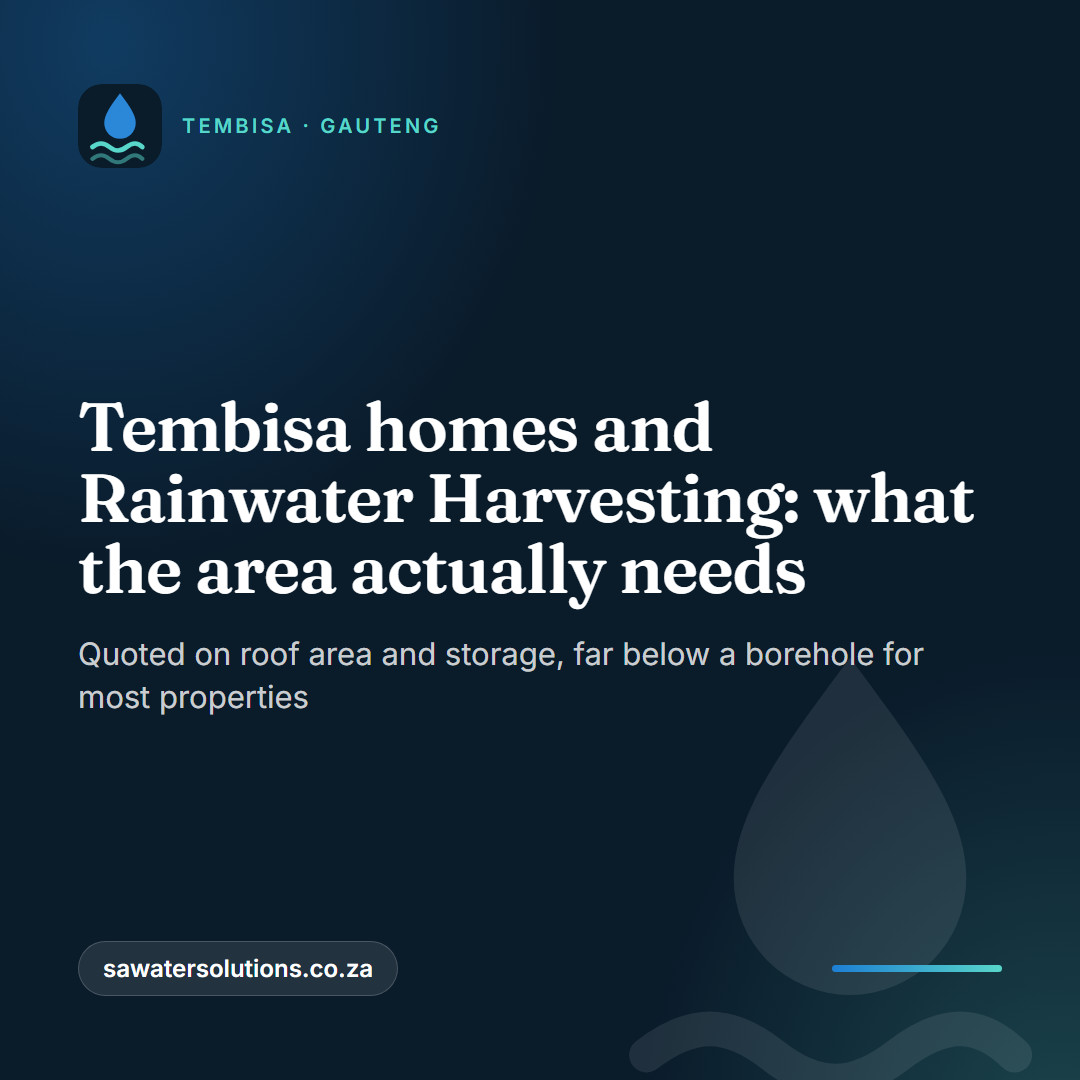 TEMBISA · GAUTENG
Tembisa homes and
Rainwater Harvesting: what
the area actually needs
Quoted on roof area and storage, far below a borehole for
most properties
sawatersolutions.co.za